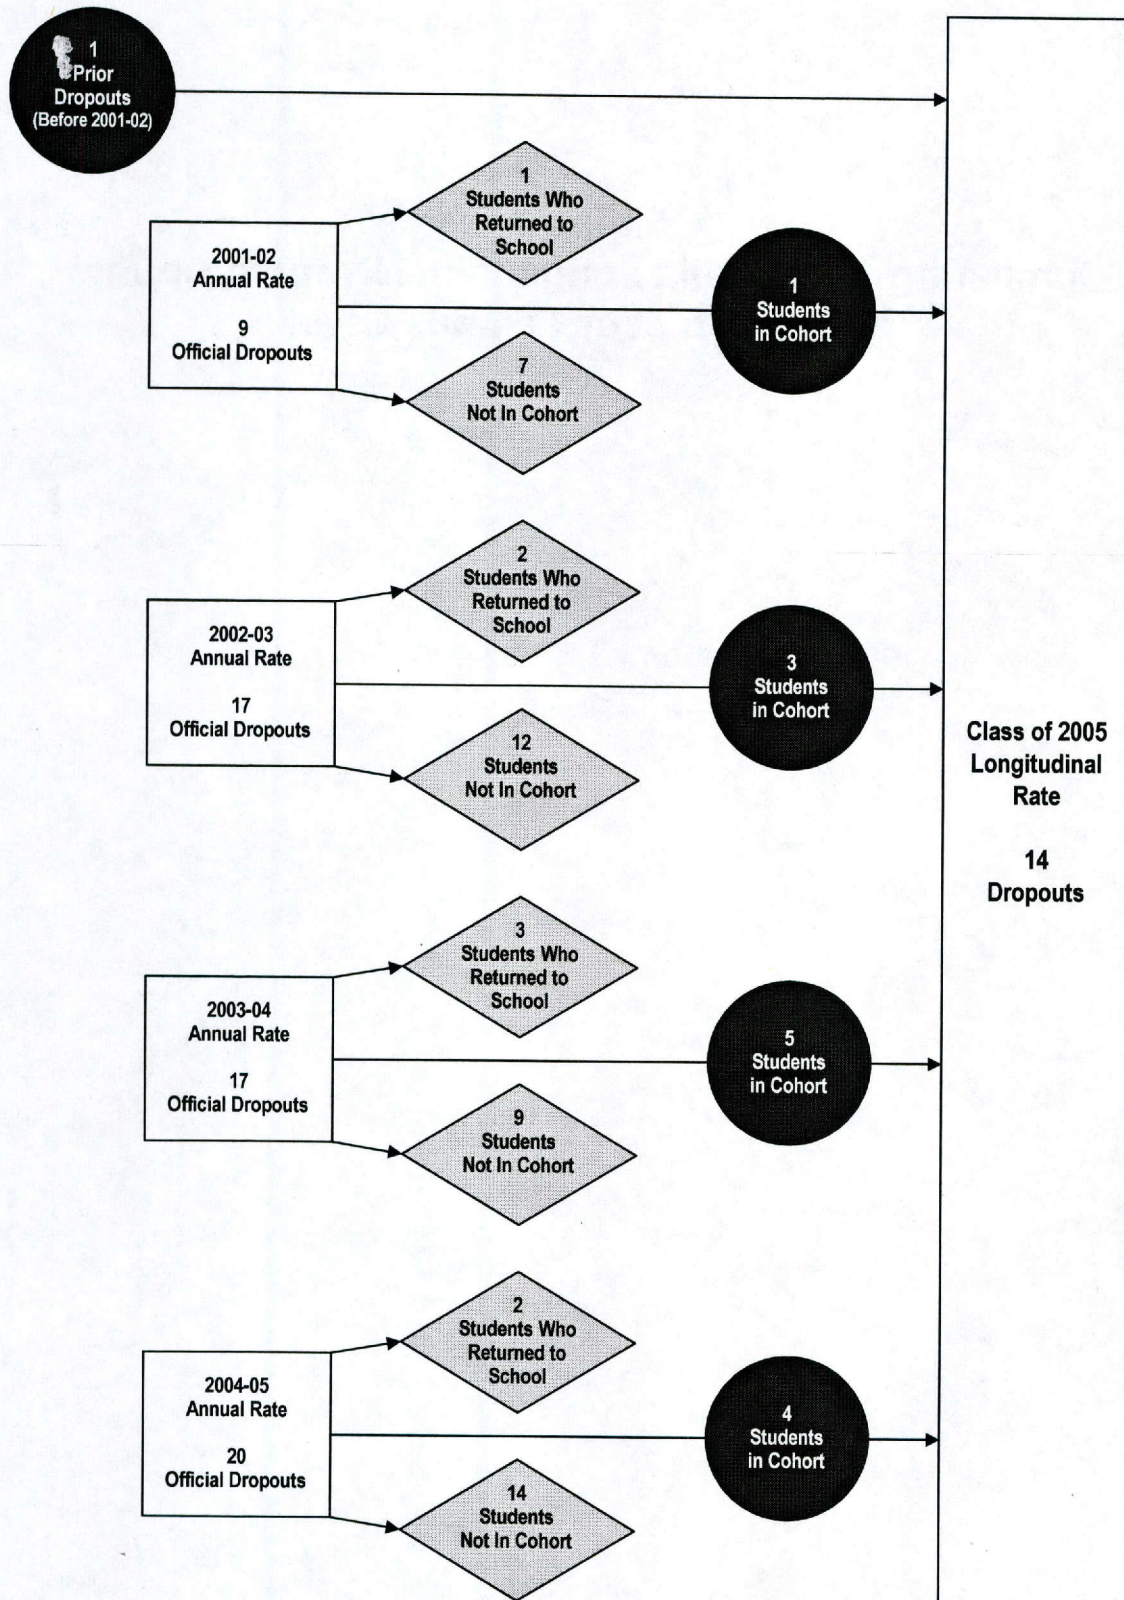 1
Prior
Dropouts
(Before 2001-02)
1
Students Who
Returned to
School
2001-02
Annual Rate
9
Official Dropouts
1
Students
in Cohort
7
Students
Not In Cohort
2
Students Who
Returned to
School
2002-03
Annual Rate
17
Official Dropouts
3
Students
in Cohort
12
Students
Not In Cohort
Class of 2005
Longitudinal
Rate
14
Dropouts
3
Students Who
Returned to
School
2003-04
Annual Rate
17
Official Dropouts
5
Students
in Cohort
9
Students
Not In Cohort
2
Students Who
Returned to
School
2004-05
Annual Rate
20
Official Dropouts
4
Students
in Cohort
14
Students
Not In Cohort